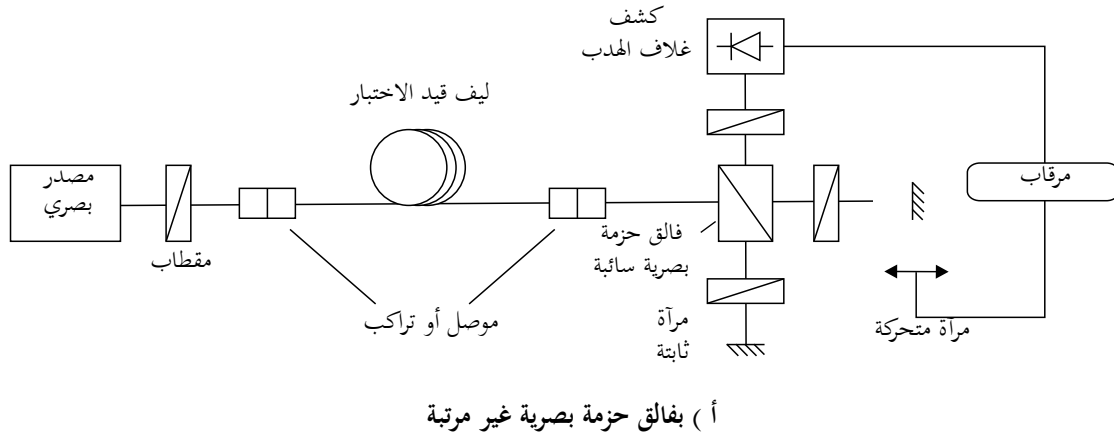 كشف
غلاف الهدب
ليف قيد الاختبار
مصدر
بصري
مرقاب
مقطاب
فالق حزمة
بصرية سائبة
موصل أو تراكب
مرآة
ثابتة
مرآة متحركة
أ ) بفالق حزمة بصرية غير مرتبة